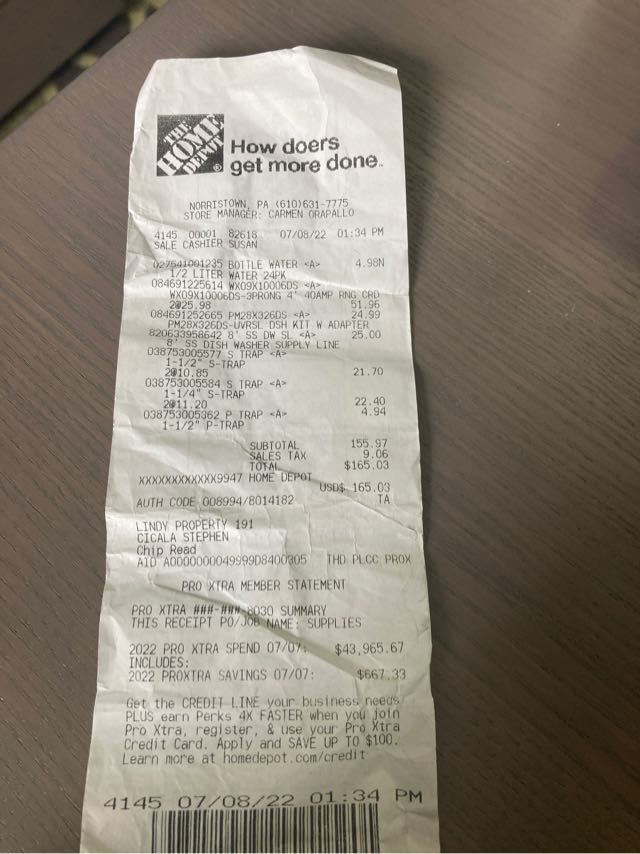 THE
HOME
DEPOT
How doers
get more done.
NORRISTOWN, PA (610)631-7775
STORE MANAGER: CARMEN ORAPALLO
4145 00001 82618 07/08/22 01:34 PM
SALE CASHIER SUSAN
027541001235 BOTTLE WATER <A> 4.98N
1/2 LITER WATER 24PK
084691225614 WX09X10006DS <A>
WX09X10006DS-3PRONG 4' 40AMP RNG CRD
2@25.98 51.96
084691252665 PM28X326DS <A> 24.99
PM28X326DS-UVRSL DSH KIT W ADAPTER
820633958642 8' SS DW SL <A> 25.00
8' SS DISH WASHER SUPPLY LINE
038753005577 S TRAP <A>
1-1/2" S-TRAP
2@10.85 21.70
038753005584 S TRAP <A>
1-1/4" S-TRAP
2@11.20 22.40
038753005362 P TRAP <A> 4.94
1-1/2" P-TRAP
SUBTOTAL 155.97
SALES TAX 9.06
TOTAL $165.03
XXXXXXXXXXXX9947 HOME DEPOT
USD$ 165.03
AUTH CODE 008994/8014182 TA
LINDY PROPERTY 191
CICALA STEPHEN
Chip Read
AID A0000000049999D8400305 THD PLCC PROX
PRO XTRA MEMBER STATEMENT
PRO XTRA ###-###-8030 SUMMARY
THIS RECEIPT PO/JOB NAME: SUPPLIES
2022 PRO XTRA SPEND 07/07: $43,965.67
INCLUDES:
2022 PROXTRA SAVINGS 07/07: $667.33
Get the CREDIT LINE your business needs
PLUS earn Perks 4X FASTER when you join
Pro Xtra, register, & use your Pro Xtra
Credit Card. Apply and SAVE UP TO $100.
Learn more at homedepot.com/credit
4145 07/08/22 01:34 PM